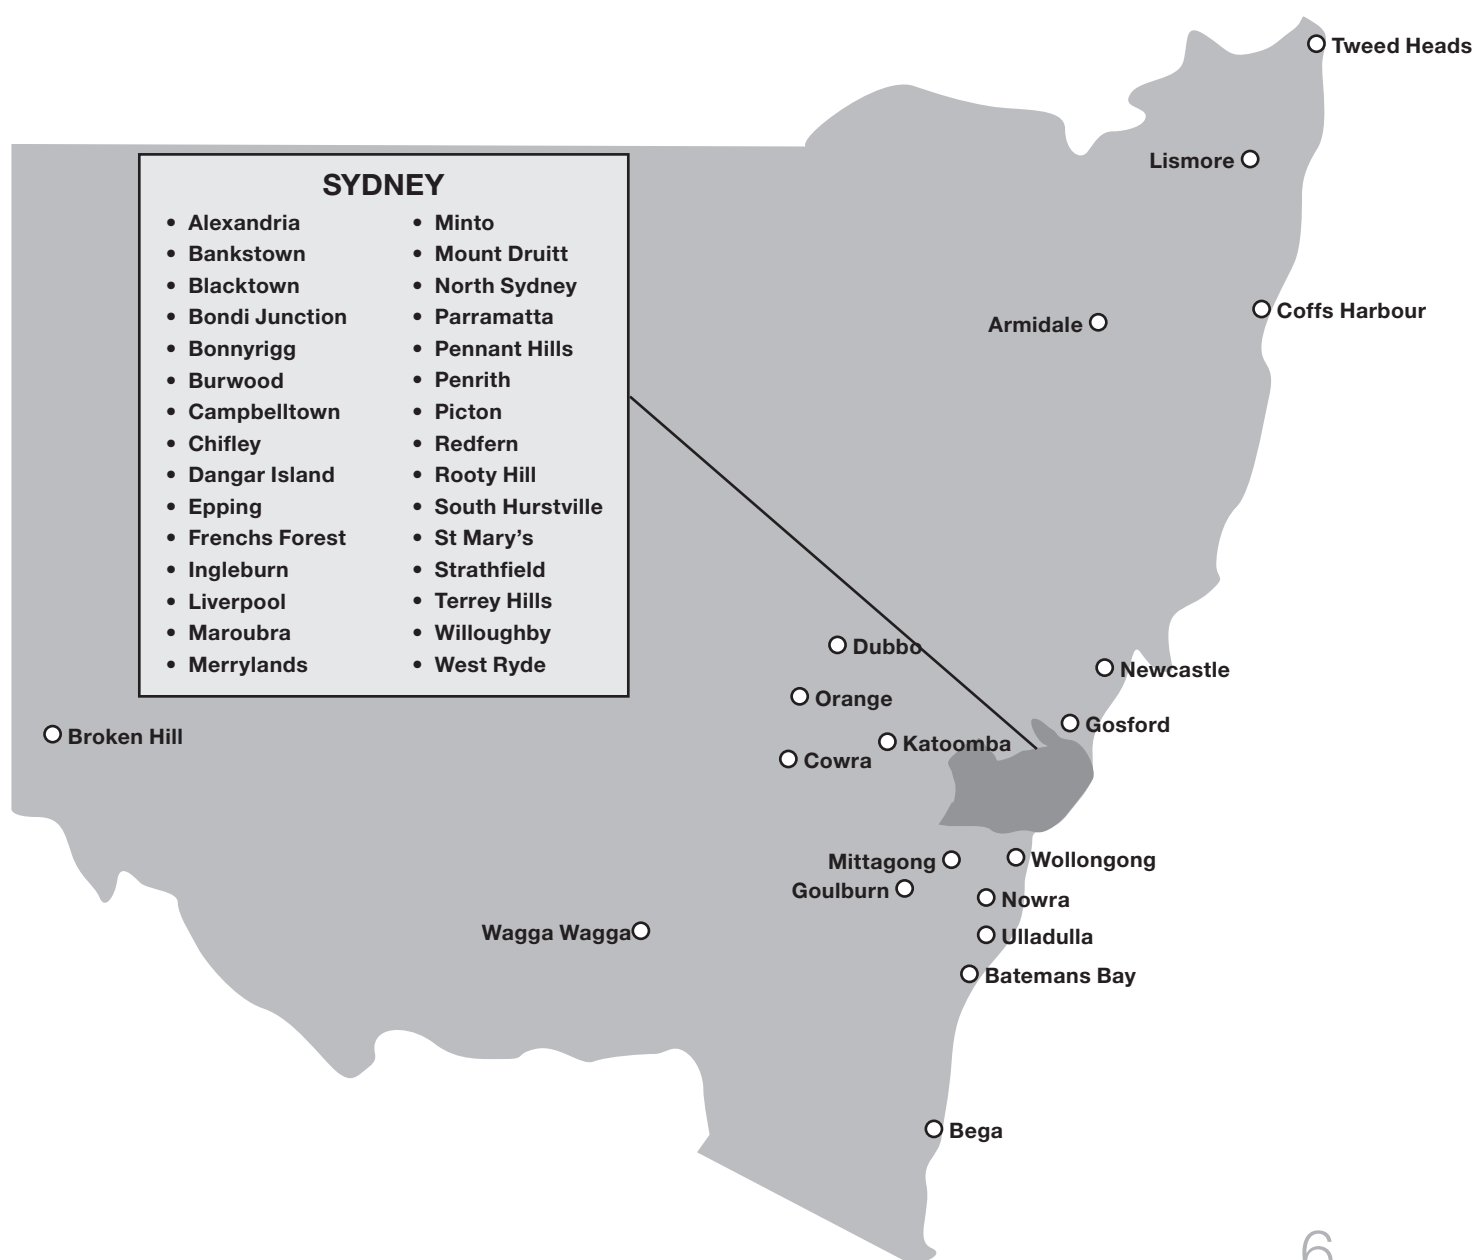 Tweed Heads
Lismore
SYDNEY
• Alexandria
• Bankstown
• Blacktown
• Bondi Junction
• Bonnyrigg
• Burwood
• Campbelltown
• Chifley
• Dangar Island
• Epping
• Frenchs Forest
• Ingleburn
• Liverpool
• Maroubra
• Merrylands
• Minto
• Mount Druitt
• North Sydney
• Parramatta
• Pennant Hills
• Penrith
• Picton
• Redfern
• Rooty Hill
• South Hurstville
• St Mary’s
• Strathfield
• Terrey Hills
• Willoughby
• West Ryde
Coffs Harbour
Armidale
Dubbo
Newcastle
Orange
Gosford
Broken Hill
Katoomba
Cowra
Mittagong
Wollongong
Goulburn
Nowra
Wagga Wagga
Ulladulla
Batemans Bay
Bega
6